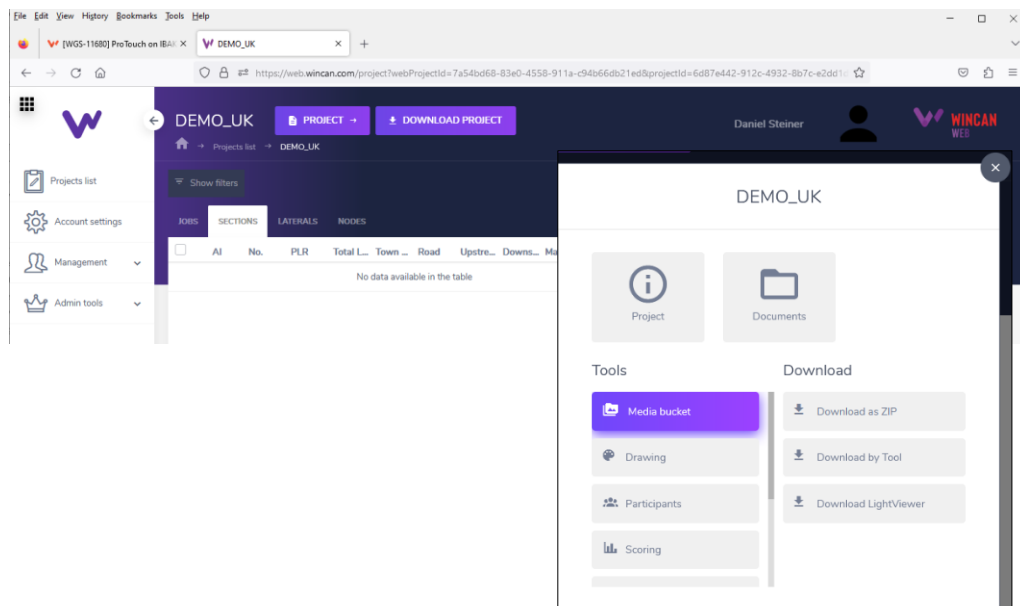 File Edit View History Bookmarks Tools Help
[WGS-11680] ProTouch on IBAK
DEMO_UK
https://web.wincan.com/project?webProjectId=7a54bd68-83e0-4558-911a-c94b66db21ed&projectId=6d87e442-912c-4932-8b7c-e2dd1
DEMO_UK
PROJECT →
DOWNLOAD PROJECT
Daniel Steiner
WINCAN
WEB
→ Projects list → DEMO_UK
Projects list
Account settings
Management
Admin tools
Show filters
JOBS SECTIONS LATERALS NODES
AI No. PLR Total L... Town ... Road Upstre... Downs... Ma
No data available in the table
DEMO_UK
Project
Documents
Tools
Download
Media bucket
Download as ZIP
Drawing
Download by Tool
Participants
Download LightViewer
Scoring